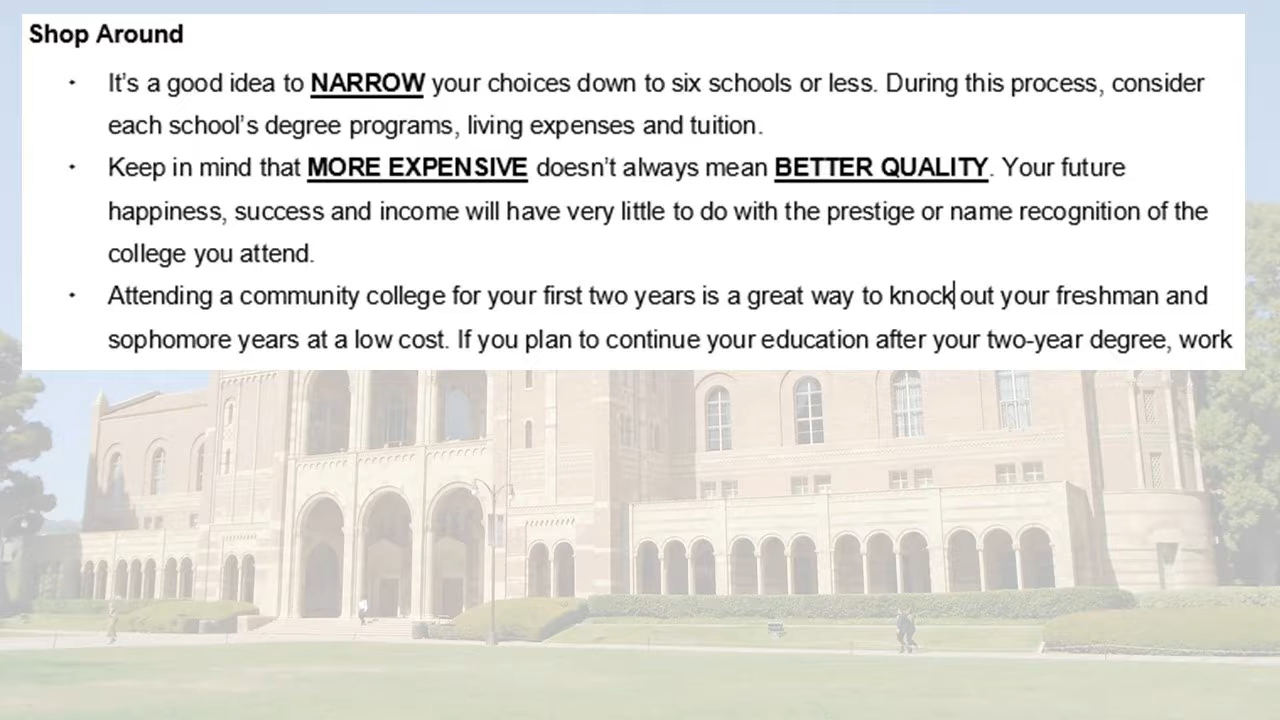 Shop Around
· It’s a good idea to NARROW your choices down to six schools or less. During this process, consider
each school’s degree programs, living expenses and tuition.
· Keep in mind that MORE EXPENSIVE doesn’t always mean BETTER QUALITY. Your future
happiness, success and income will have very little to do with the prestige or name recognition of the
college you attend.
· Attending a community college for your first two years is a great way to knock out your freshman and
sophomore years at a low cost. If you plan to continue your education after your two-year degree, work